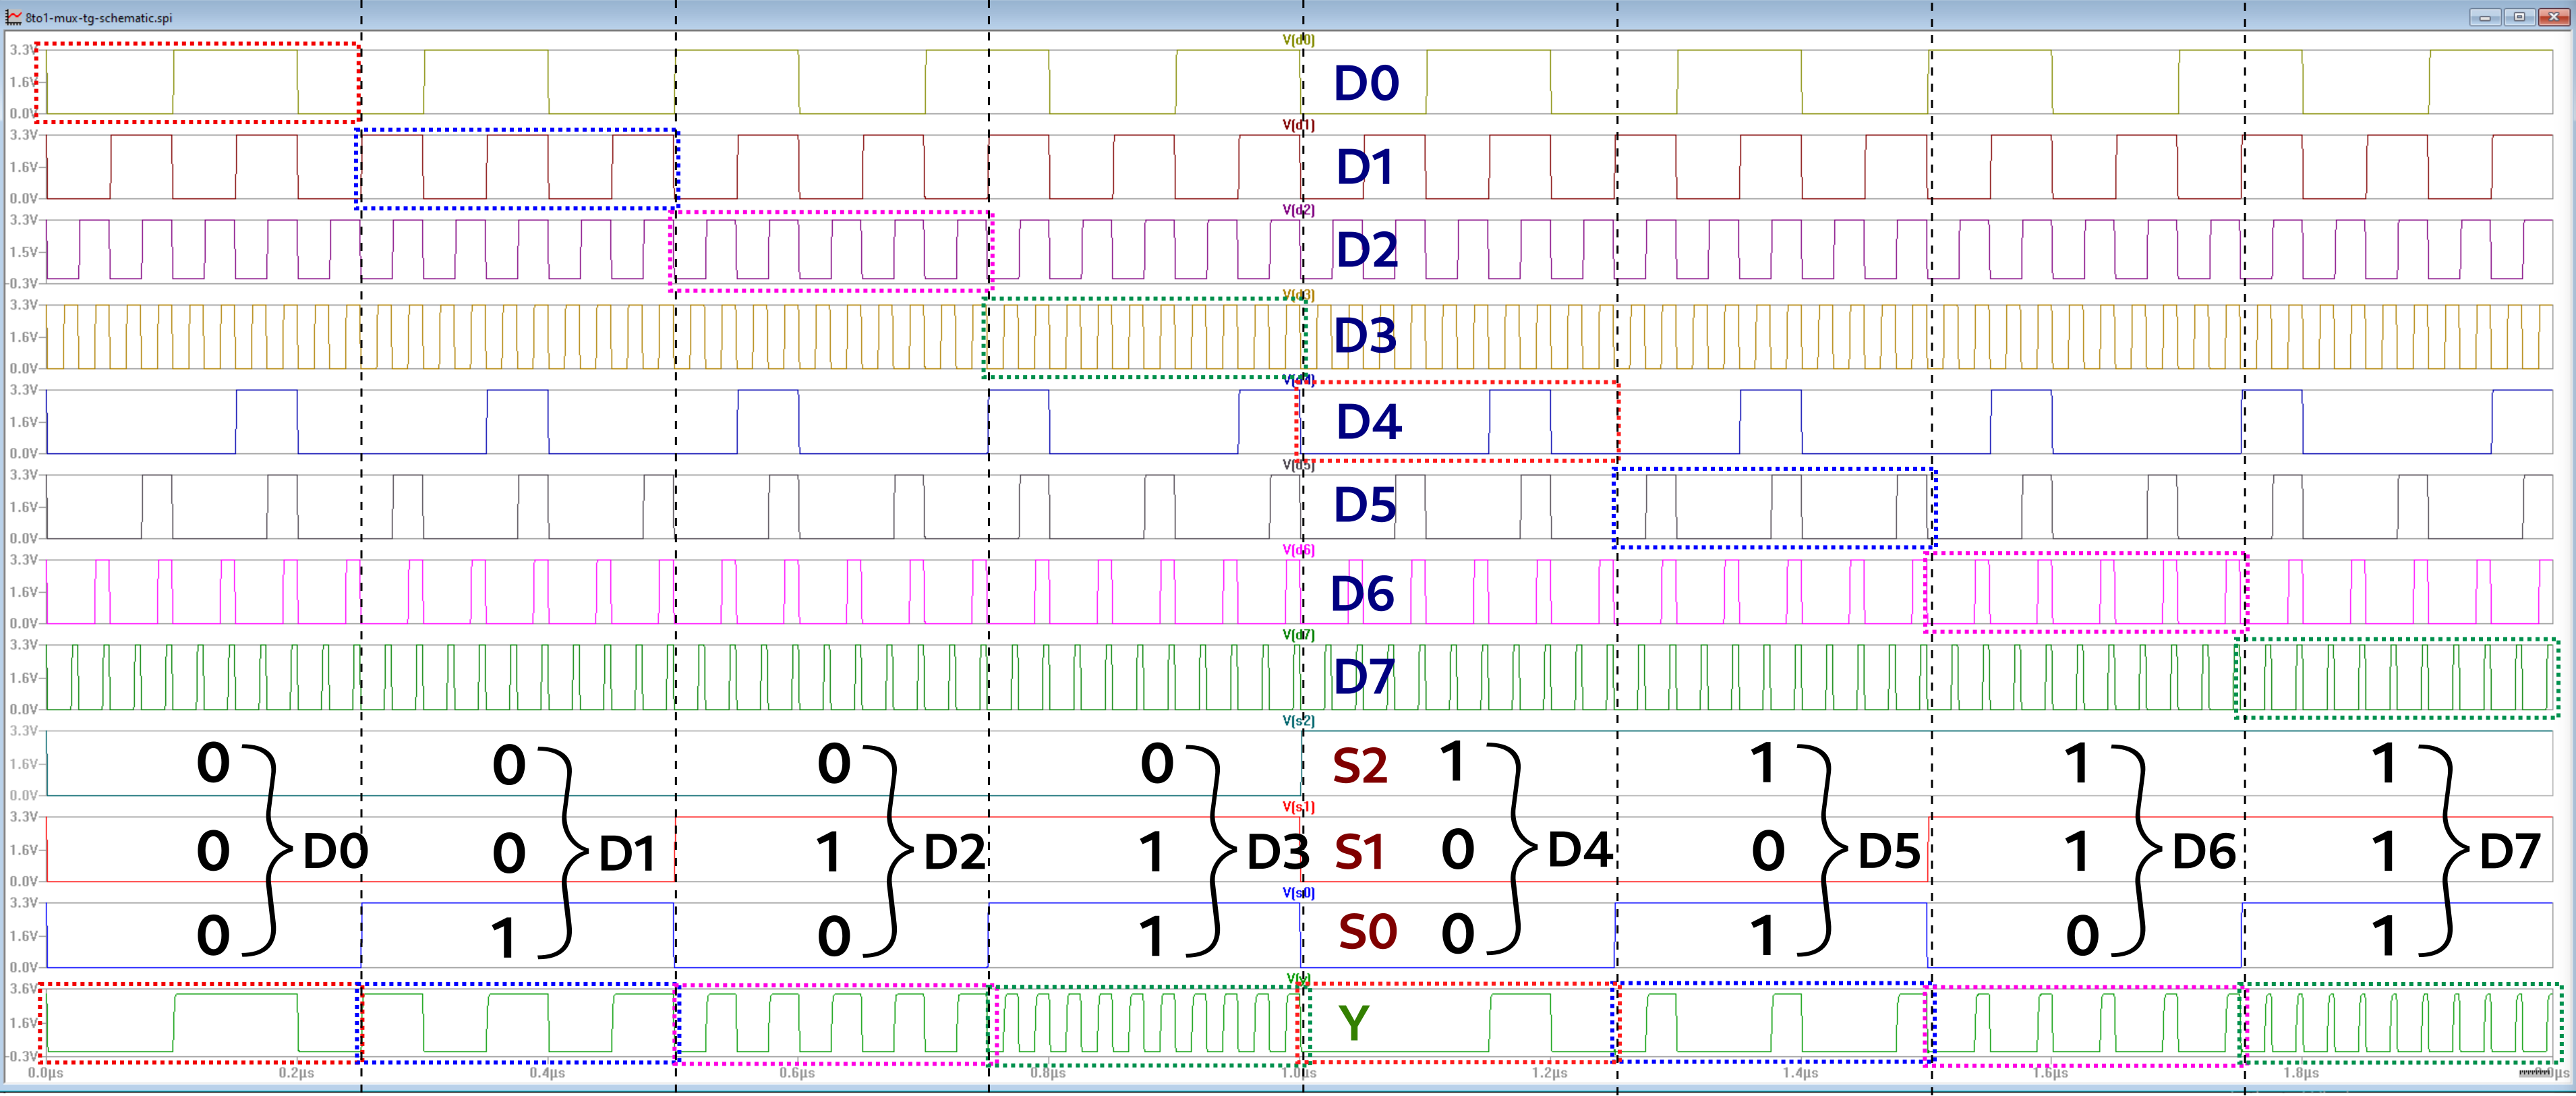 8to1-mux-tg-schematic.spi
V(d0)
3.3V
1.6V
0.0V
D0
V(d1)
3.3V
1.6V
0.0V
D1
V(d2)
3.3V
1.5V
-0.3V
D2
V(d3)
3.3V
1.6V
0.0V
D3
3.3V
1.6V
0.0V
D4
V(d5)
3.3V
1.6V
0.0V
D5
V(d6)
3.3V
1.6V
0.0V
D6
V(d7)
3.3V
1.6V
0.0V
D7
V(s2)
3.3V
1.6V
0.0V
0 0 0 0 S2 1 1 1 1
V(s1)
3.3V
1.6V
0.0V
0 D0 0 D1 1 D2 1 D3 S1 0 D4 0 D5 1 D6 1 D7
V(s0)
3.3V
1.6V
0.0V
0 1 0 1 S0 0 1 0 1
V(y)
3.6V
1.6V
-0.3V
Y
0.0µs 0.2µs 0.4µs 0.6µs 0.8µs 1.0µs 1.2µs 1.4µs 1.6µs 1.8µs